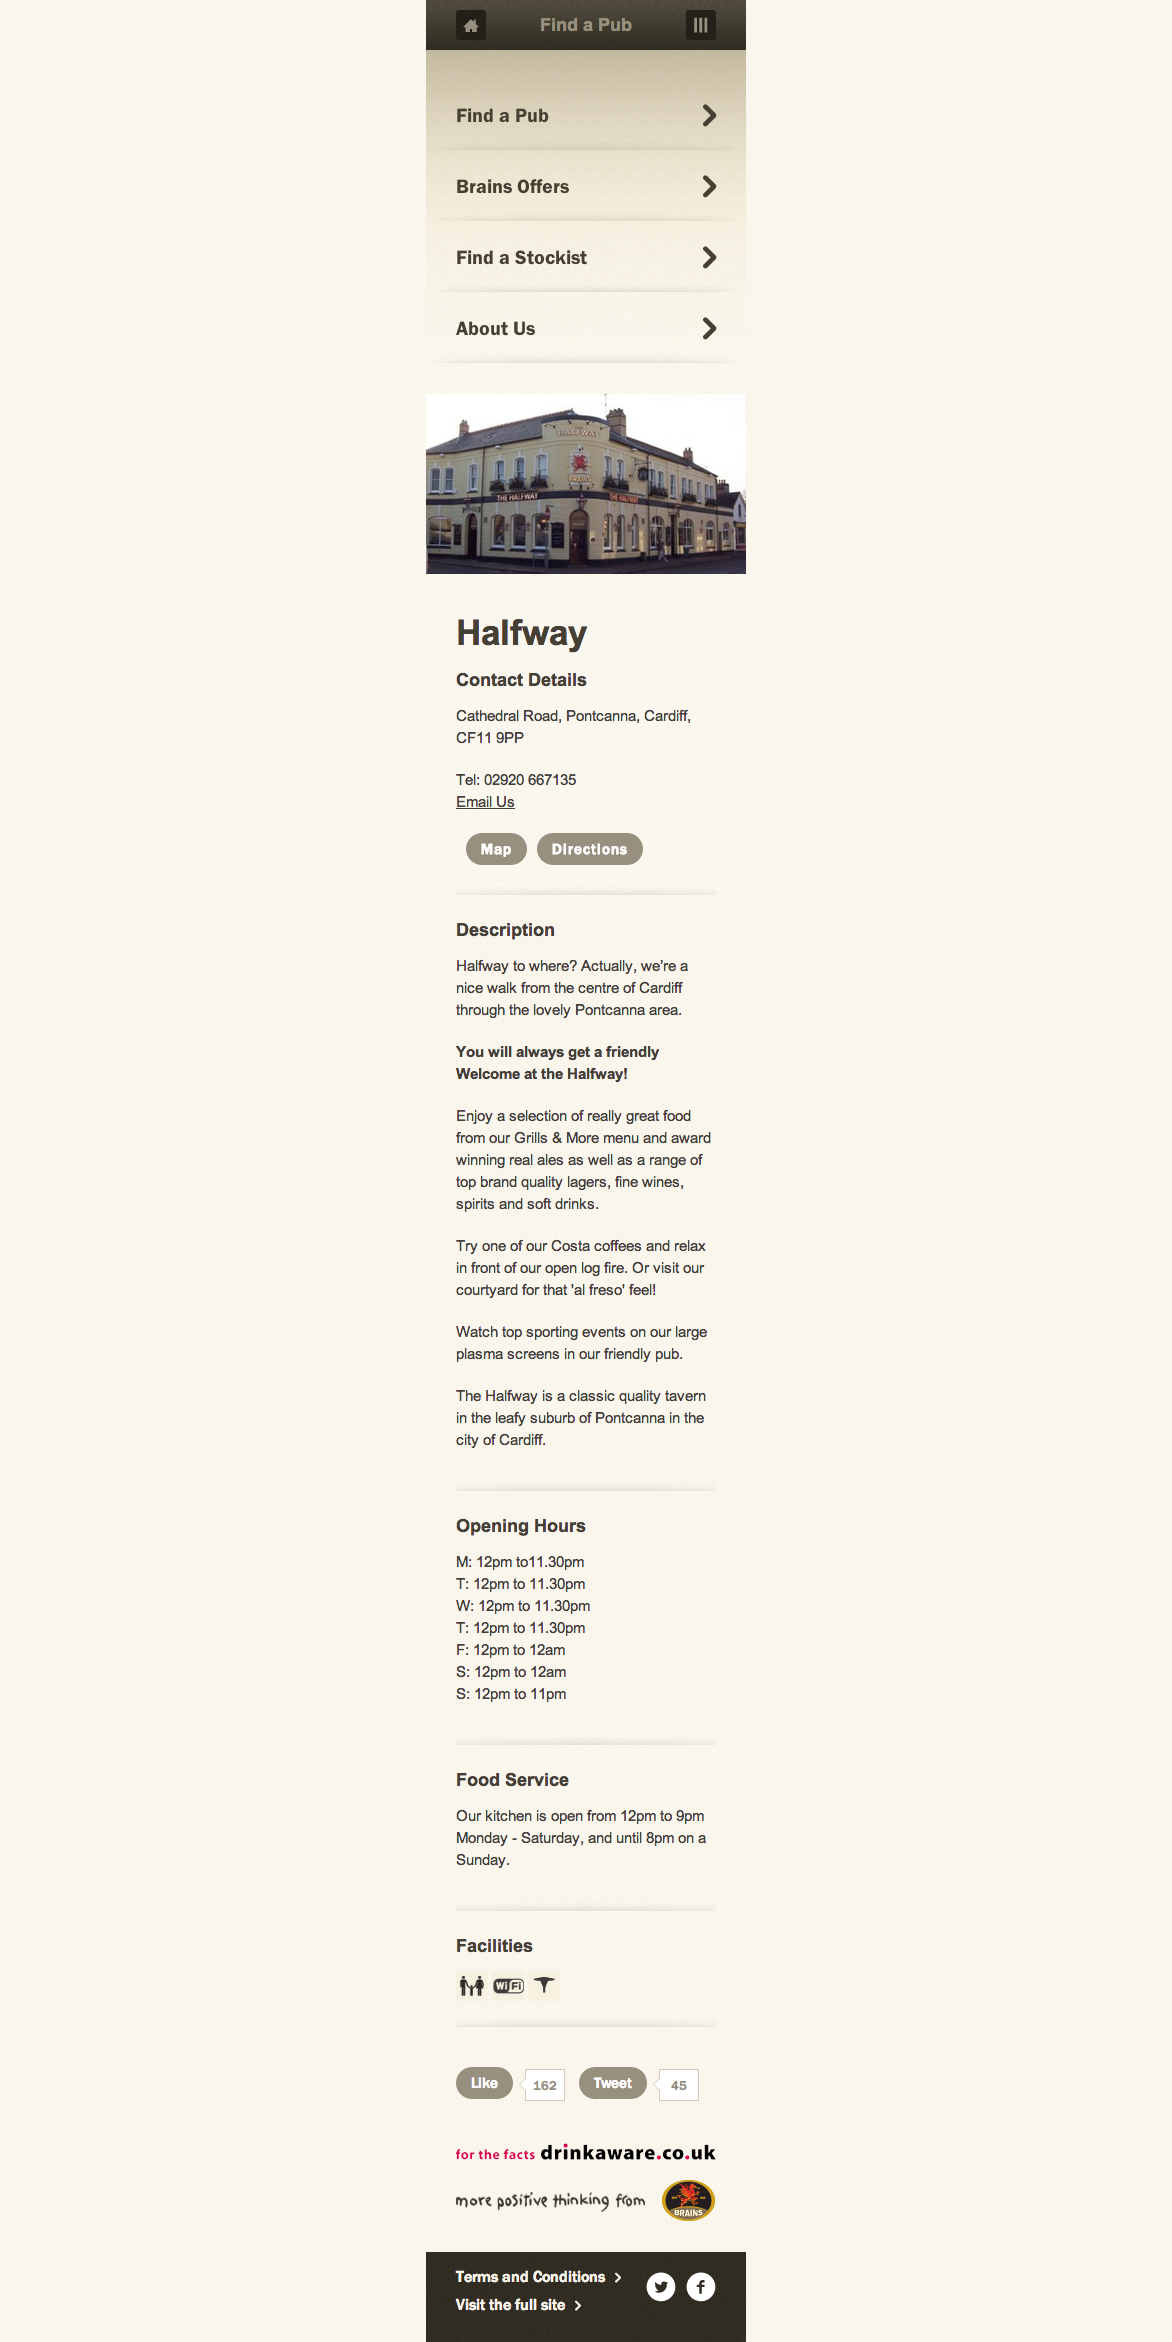 Find a Pub
Find a Pub
Brains Offers
Find a Stockist
About Us
HALFWAY
BRAINS
THE HALFWAY
THE HALFWAY
Halfway
Contact Details
Cathedral Road, Pontcanna, Cardiff,
CF11 9PP
Tel: 02920 667135
Email Us
Map Directions
Description
Halfway to where? Actually, we’re a
nice walk from the centre of Cardiff
through the lovely Pontcanna area.
You will always get a friendly
Welcome at the Halfway!
Enjoy a selection of really great food
from our Grills & More menu and award
winning real ales as well as a range of
top brand quality lagers, fine wines,
spirits and soft drinks.
Try one of our Costa coffees and relax
in front of our open log fire. Or visit our
courtyard for that 'al freso' feel!
Watch top sporting events on our large
plasma screens in our friendly pub.
The Halfway is a classic quality tavern
in the leafy suburb of Pontcanna in the
city of Cardiff.
Opening Hours
M: 12pm to11.30pm
T: 12pm to 11.30pm
W: 12pm to 11.30pm
T: 12pm to 11.30pm
F: 12pm to 12am
S: 12pm to 12am
S: 12pm to 11pm
Food Service
Our kitchen is open from 12pm to 9pm
Monday - Saturday, and until 8pm on a
Sunday.
Facilities
WiFi
Like 162 Tweet 45
for the facts drinkaware.co.uk
more positive thinking from BRAINS
Terms and Conditions
Visit the full site